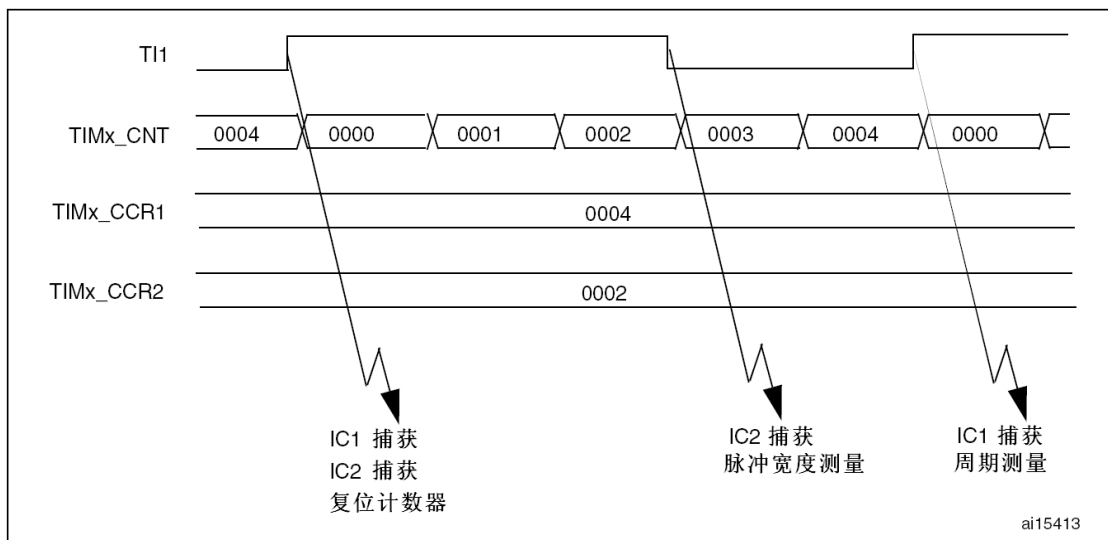 TI1
TIMx_CNT 0004 0000 0001 0002 0003 0004 0000
TIMx_CCR1 0004
TIMx_CCR2 0002
IC1 捕获
IC2 捕获
复位计数器
IC2 捕获
脉冲宽度测量
IC1 捕获
周期测量
ai15413